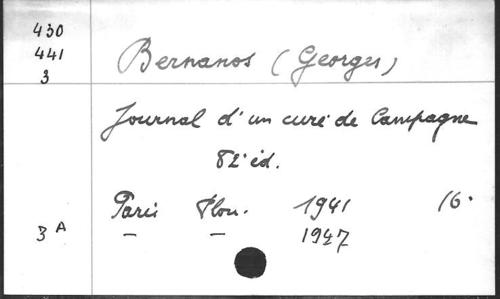 430
441
3
Bernanos (Georges)
Journal d'un curé de Campagne
82e éd.
Paris Plon. 1941 16.
3 A – – 1947